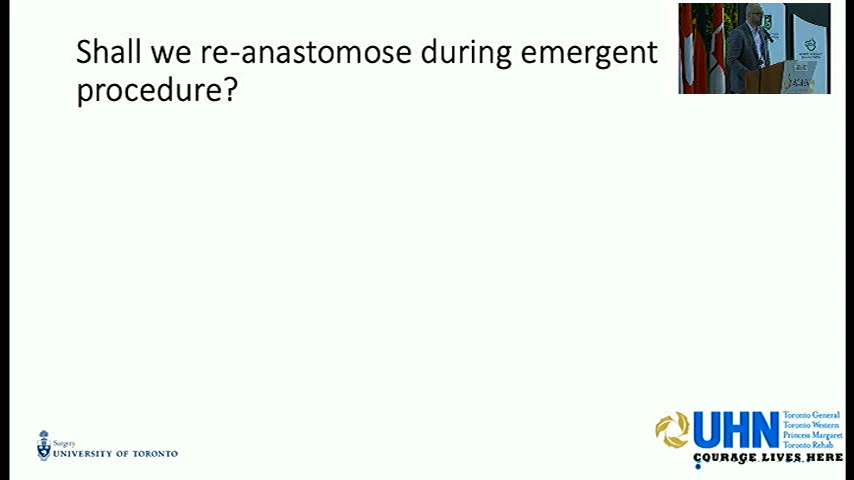 Shall we re-anastomose during emergent
procedure?
Surgery
UNIVERSITY OF TORONTO
UHN
Toronto General
Toronto Western
Princess Margaret
Toronto Rehab
COURAGE LIVES HERE